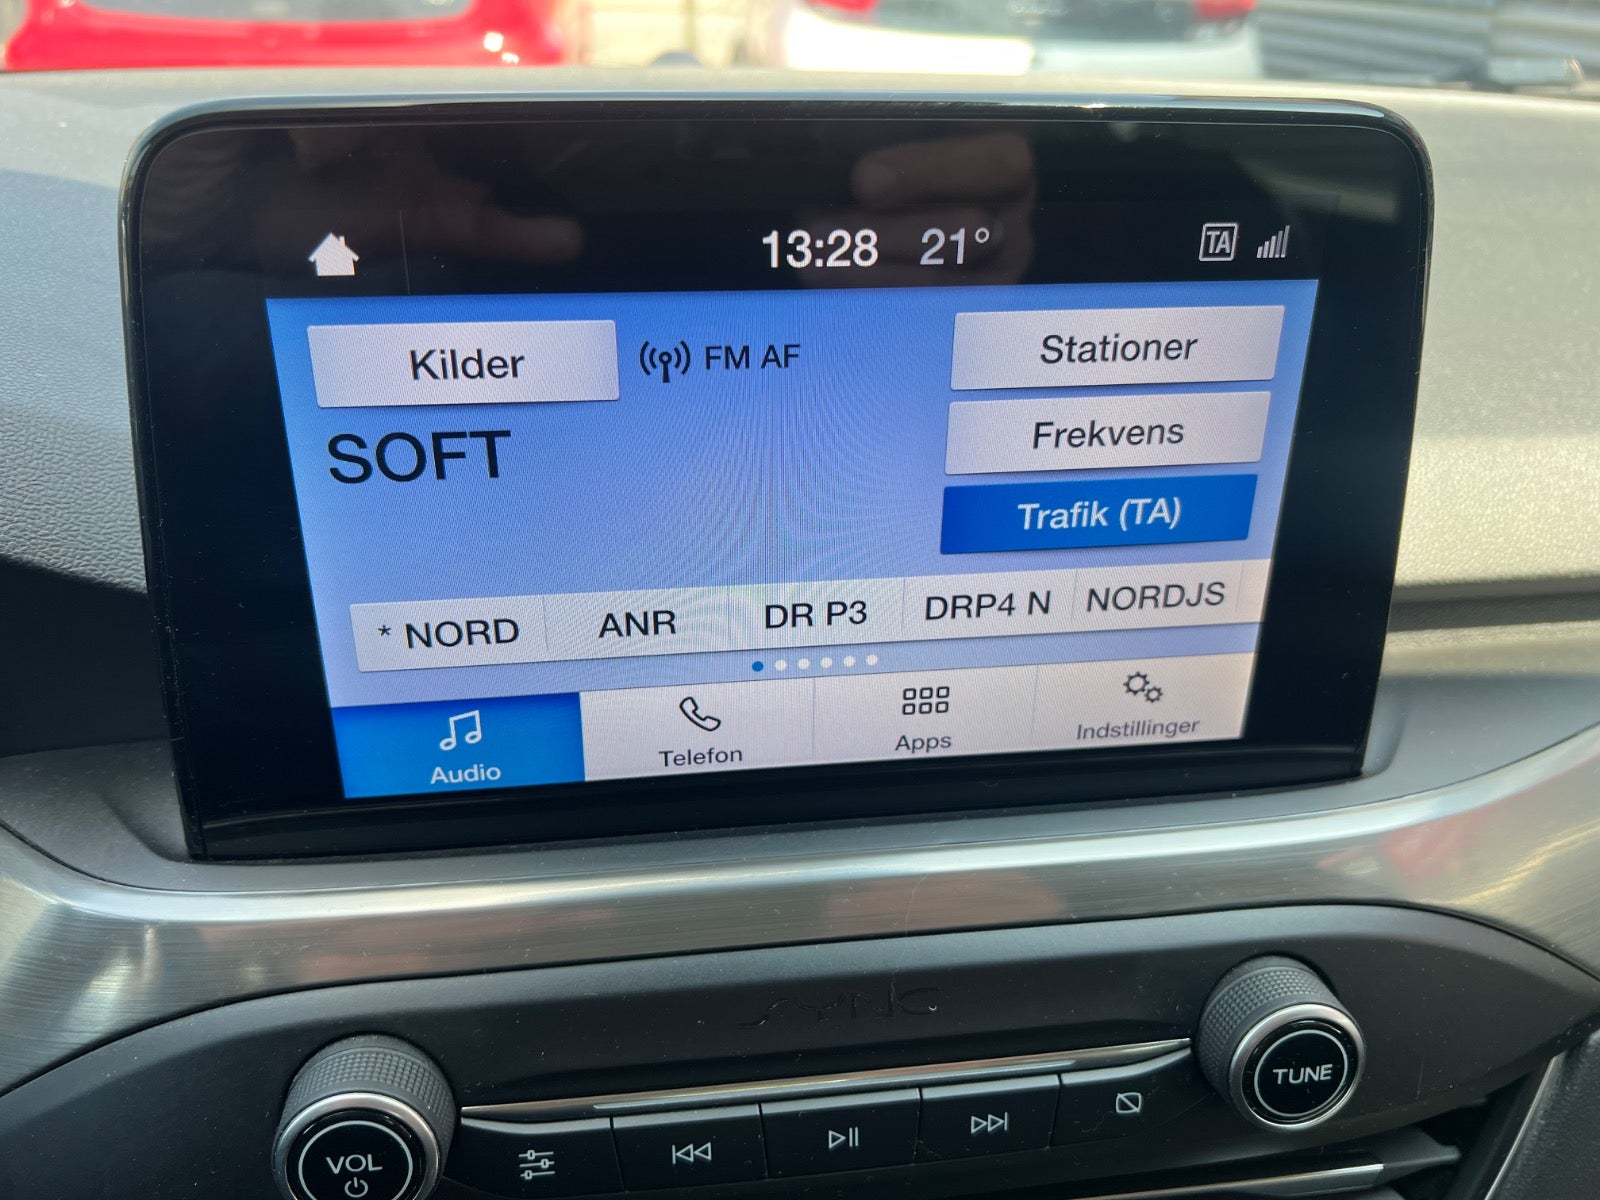 13:28 21° TA
Kilder FM AF Stationer
SOFT Frekvens
Trafik (TA)
* NORD ANR DR P3 DRP4 N NORDJS
Audio Telefon Apps Indstillinger
SYNC
VOL TUNE